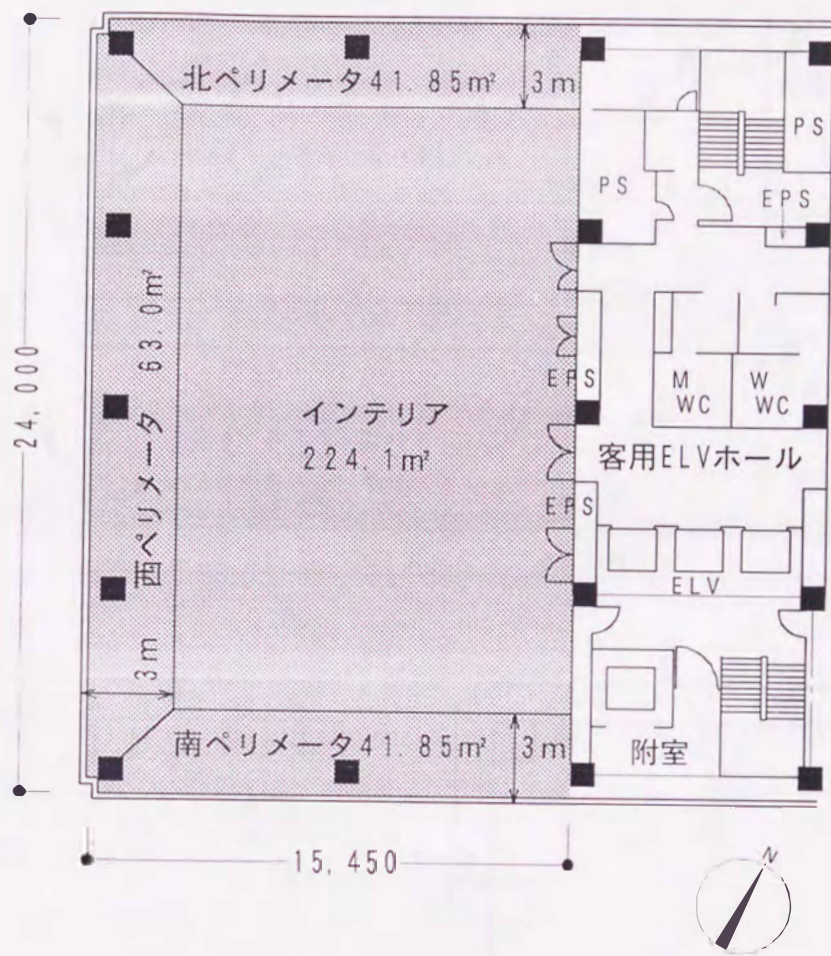 北ペリメータ41.85m²
3m
PS
PS
EPS
24,000
西ペリメータ 63.0m²
インテリア
224.1m²
EPS
M
WC
W
WC
客用ELVホール
EPS
ELV
3m
南ペリメータ41.85m²
3m
附室
15,450
N